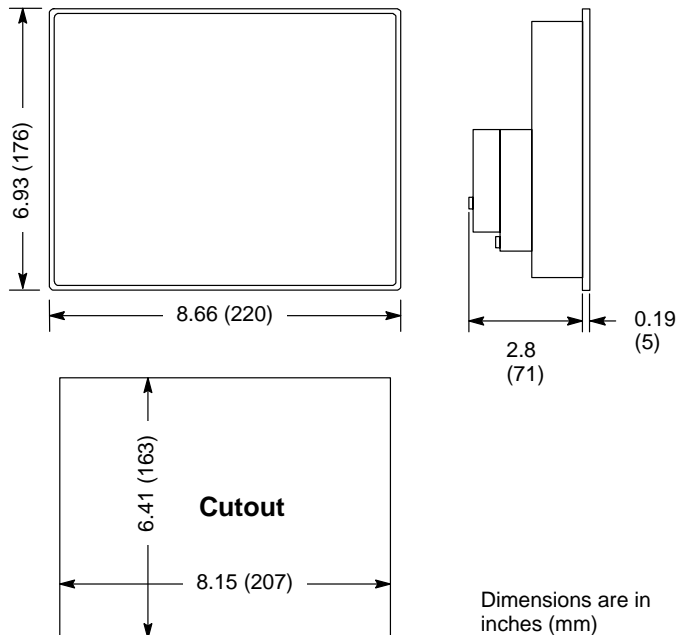 6.93 (176)
8.66 (220)
0.19
(5)
2.8
(71)
6.41 (163)
Cutout
8.15 (207)
Dimensions are in
inches (mm)